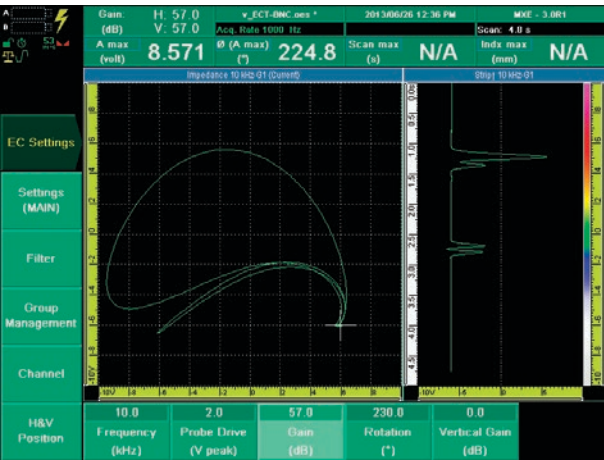 A:
B:
Gain: H: 57.0
(dB) V: 57.0
v_ECT-BNC.oes *
2013/06/26 12:36 PM
MXE - 3.0R1
Acq. Rate 1000 Hz
Scan: 4.8 s
A max
(volt)
8.571
Ø (A max)
(°)
224.8
Scan max
(s)
N/A
Indx max
(mm)
N/A
Impedance 10 kHz-G1 (Current)
Strip 10 kHz-G1
EC Settings
Settings
(MAIN)
Filter
Group
Management
Channel
H&V
Position
10.0
Frequency
(kHz)
2.0
Probe Drive
(V peak)
57.0
Gain
(dB)
230.0
Rotation
(°)
0.0
Vertical Gain
(dB)